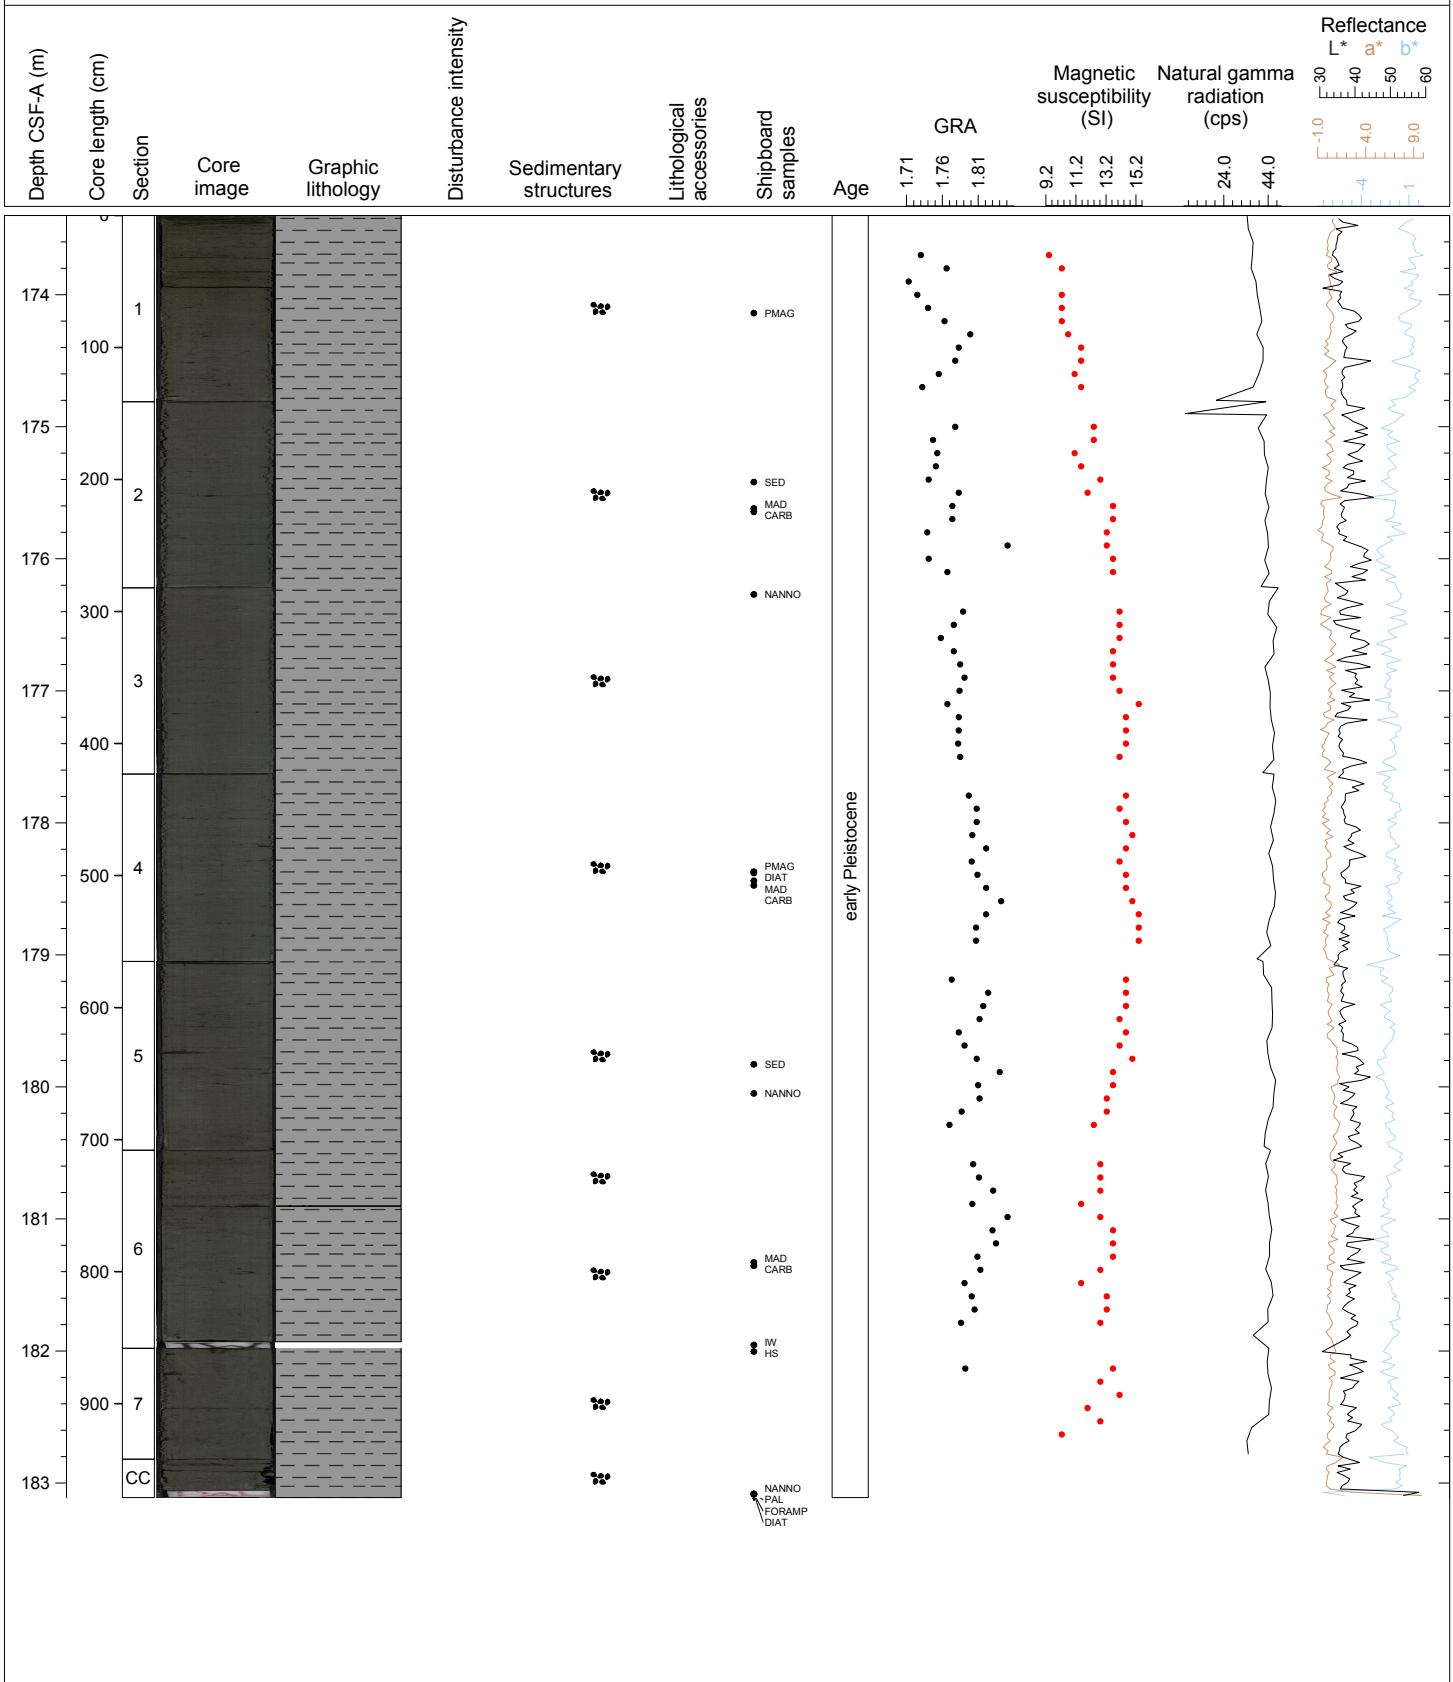 Depth CSF-A (m)
Core length (cm)
Section
Core
image
Graphic
lithology
Disturbance intensity
Sedimentary
structures
Lithological
accessories
Shipboard
samples
Age
GRA
1.71
1.76
1.81
Magnetic
susceptibility
(SI)
9.2
11.2
13.2
15.2
Natural gamma
radiation
(cps)
24.0
44.0
Reflectance
L* a* b*
30
40
50
60
-1.0
4.0
9.0
-4
1
0
174
1
PMAG
100
175
200
2
SED
MAD
CARB
176
NANNO
300
177
3
400
178
early Pleistocene
4
500
PMAG
DIAT
MAD
CARB
179
600
5
SED
180
NANNO
700
181
6
MAD
CARB
800
182
IW
HS
900
7
183
CC
NANNO
PAL
FORAMP
DIAT